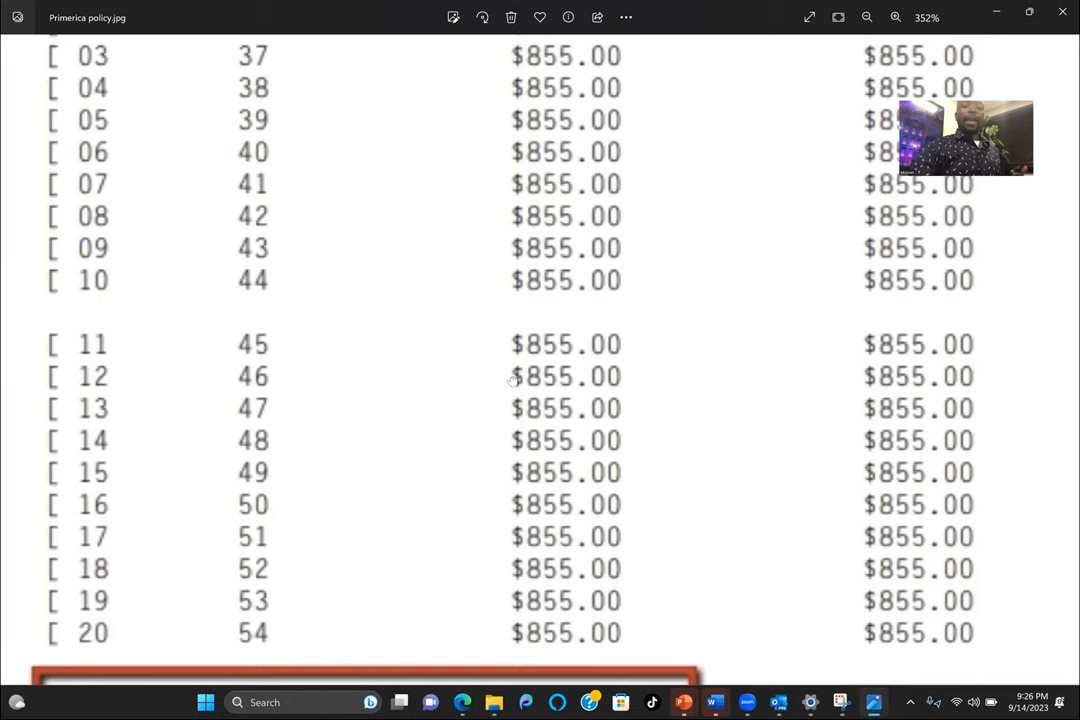 Primerica policy.jpg
352%
[ 03 37 $855.00 $855.00
[ 04 38 $855.00 $855.00
[ 05 39 $855.00 $8
[ 06 40 $855.00 $8
[ 07 41 $855.00 $855.00
[ 08 42 $855.00 $855.00
[ 09 43 $855.00 $855.00
[ 10 44 $855.00 $855.00
[ 11 45 $855.00 $855.00
[ 12 46 $855.00 $855.00
[ 13 47 $855.00 $855.00
[ 14 48 $855.00 $855.00
[ 15 49 $855.00 $855.00
[ 16 50 $855.00 $855.00
[ 17 51 $855.00 $855.00
[ 18 52 $855.00 $855.00
[ 19 53 $855.00 $855.00
[ 20 54 $855.00 $855.00
Search
9:26 PM
9/14/2023